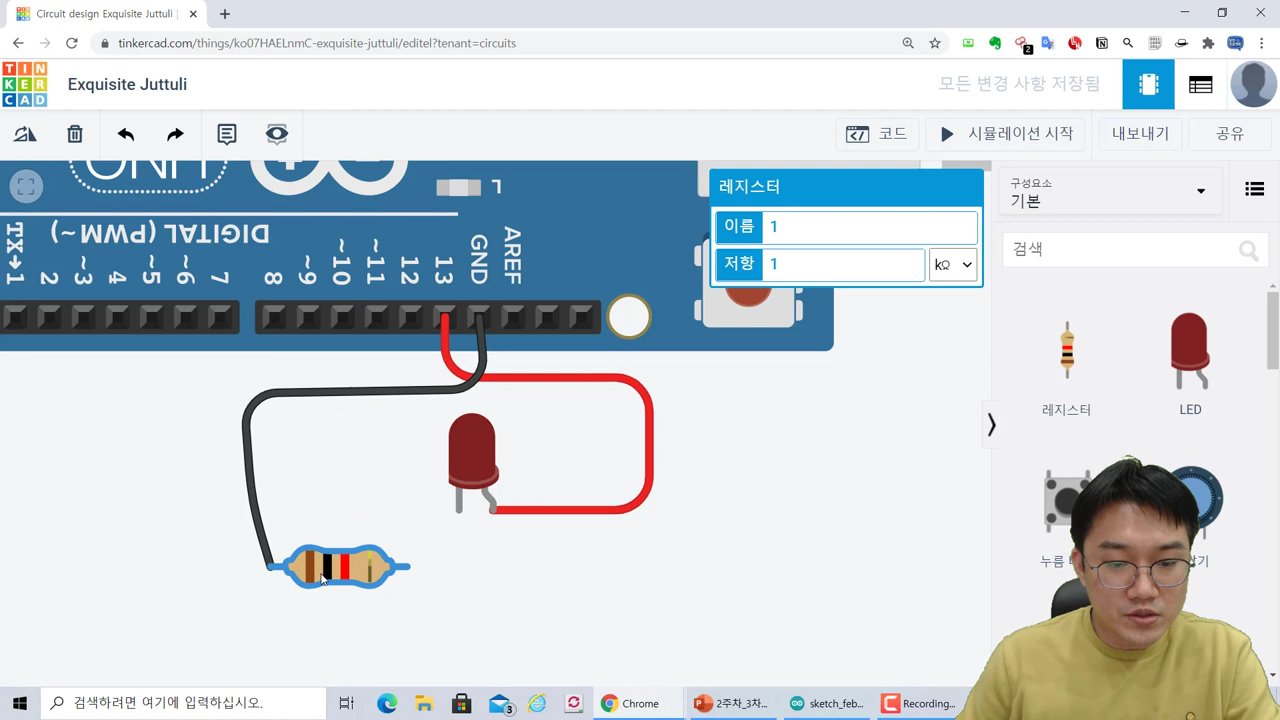 Circuit design Exquisite Juttuli |
tinkercad.com/things/ko07HAELnmC-exquisite-juttuli/editel?tenant=circuits
2
TIN
KER
CAD
Exquisite Juttuli
모든 변경 사항 저장됨
코드
시뮬레이션 시작
내보내기
공유
UNO
L
DIGITAL (PWM ~)
TX→1
2
~3
4
~5
~6
7
8
~9
~10
~11
12
13
GND
AREF
레지스터
이름 1
저항 1 kΩ
구성요소
기본
검색
레지스터
LED
누름
검색하려면 여기에 입력하십시오.
3
Chrome
2주차_3차...
sketch_feb...
Recording...